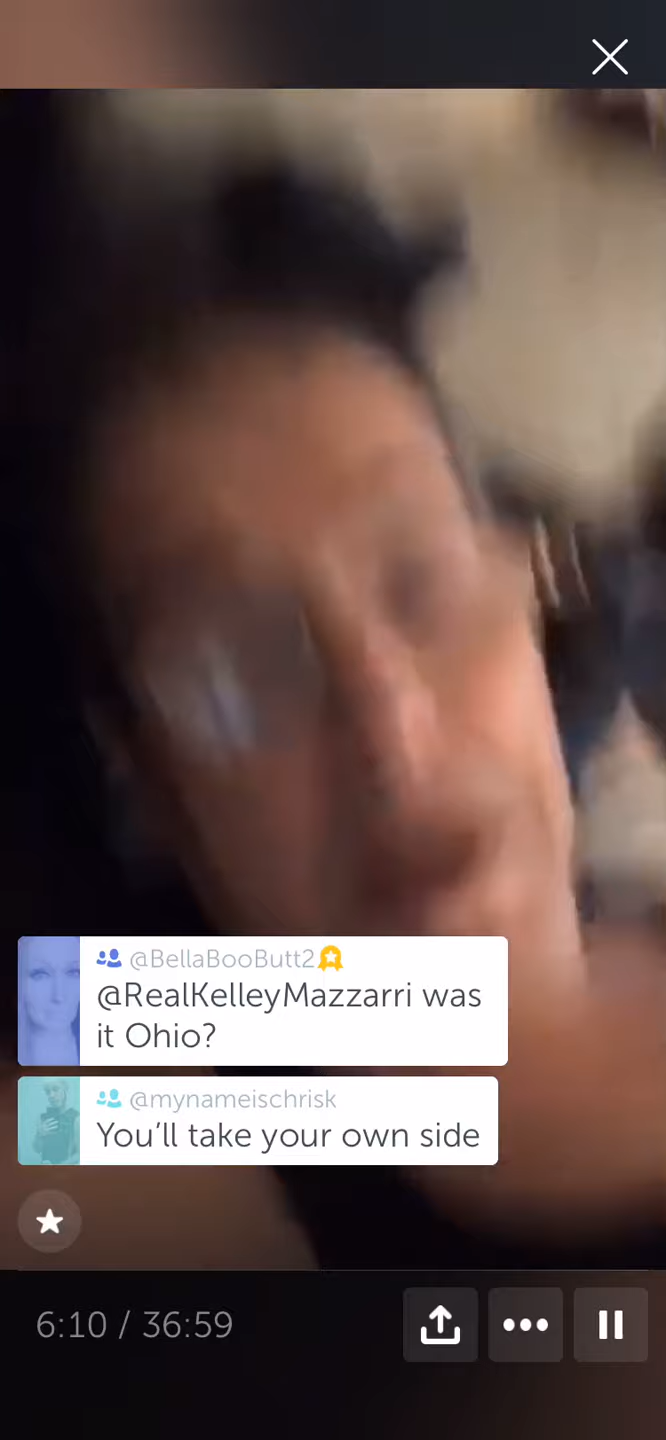 @BellaBooButt2
@RealKelleyMazzarri was
it Ohio?
@mynameischrisk
You’ll take your own side
6:10 / 36:59